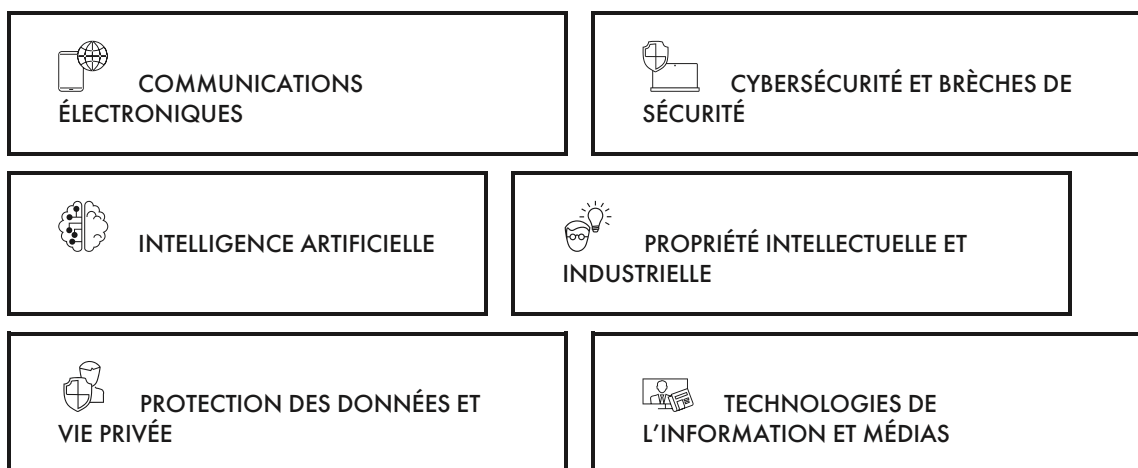 COMMUNICATIONS
ÉLECTRONIQUES
CYBERSÉCURITÉ ET BRÈCHES DE
SÉCURITÉ
INTELLIGENCE ARTIFICIELLE
PROPRIÉTÉ INTELLECTUELLE ET
INDUSTRIELLE
PROTECTION DES DONNÉES ET
VIE PRIVÉE
TECHNOLOGIES DE
L’INFORMATION ET MÉDIAS